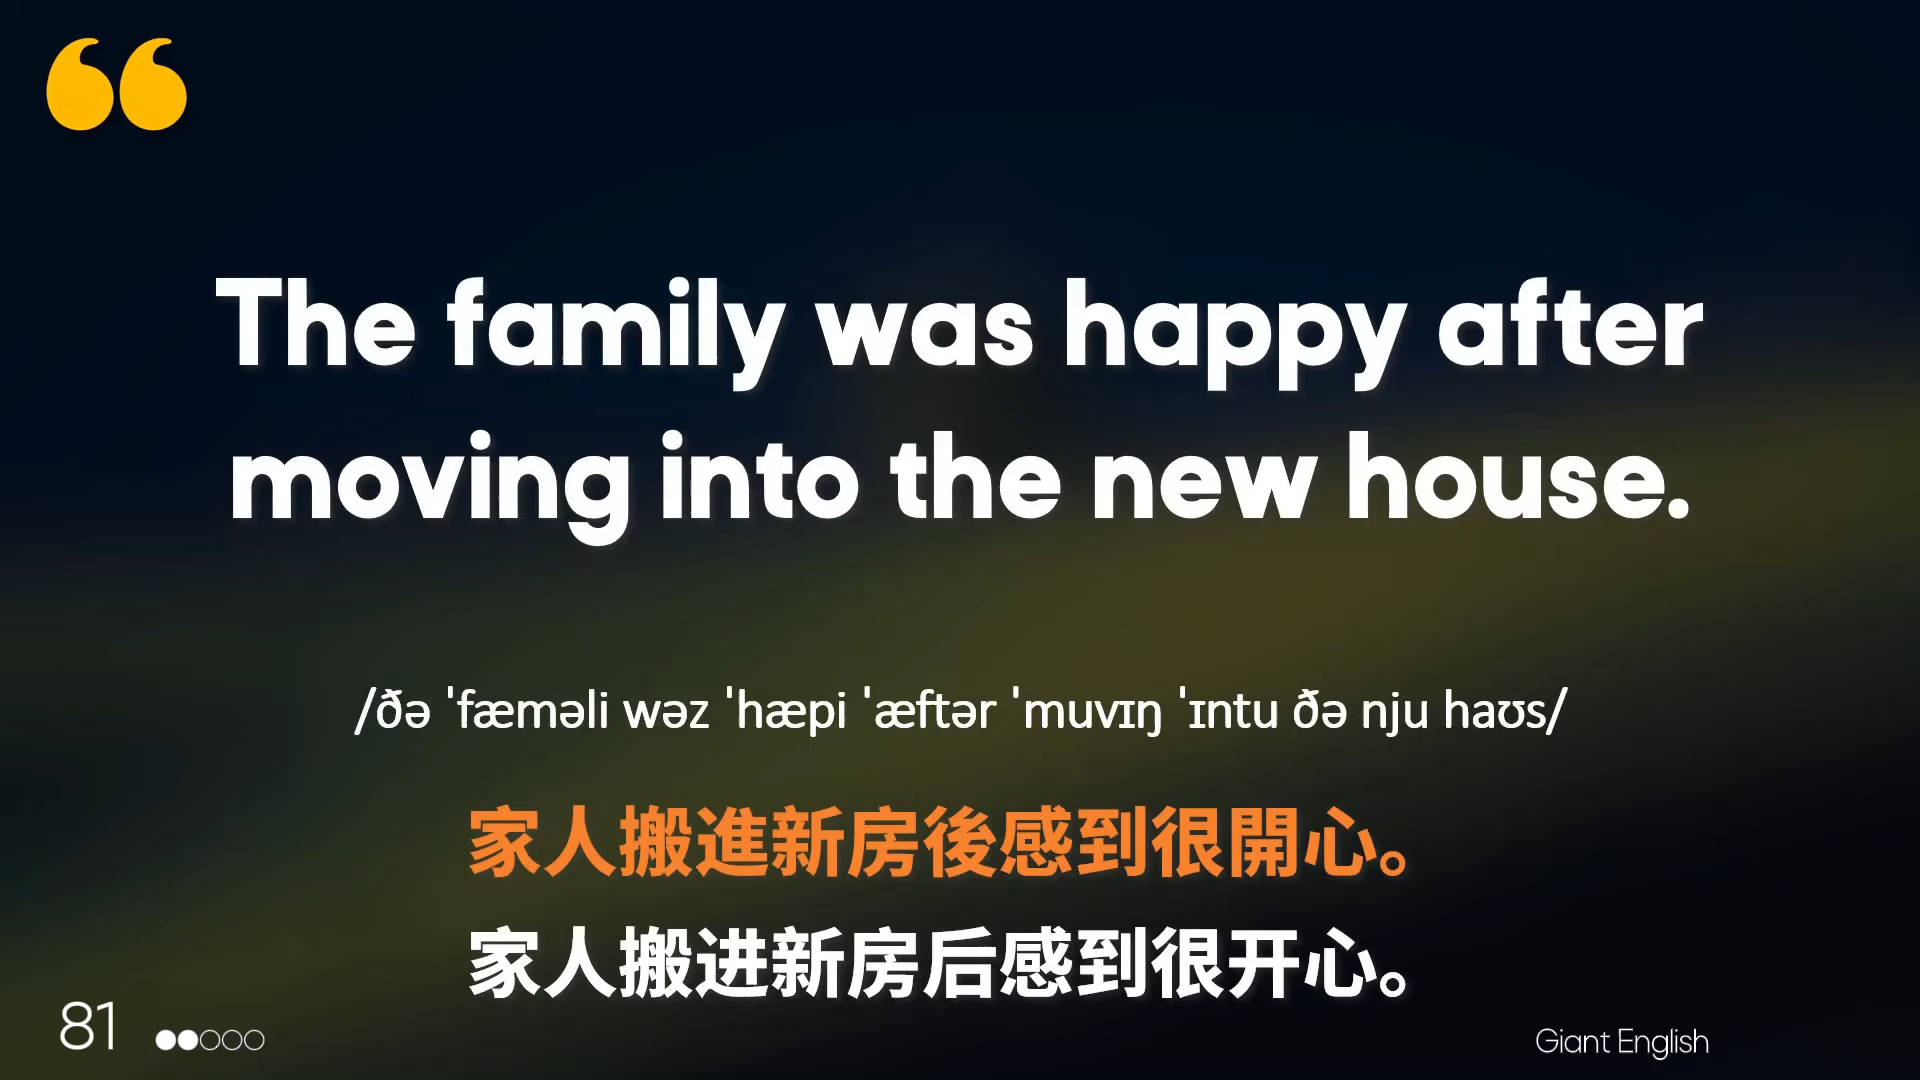 The family was happy after
moving into the new house.
/ðə ˈfæməli wəz ˈhæpi ˈæftər ˈmuvɪŋ ˈɪntu ðə nju haʊs/
家人搬進新房後感到很開心。
家人搬进新房后感到很开心。
81
Giant English